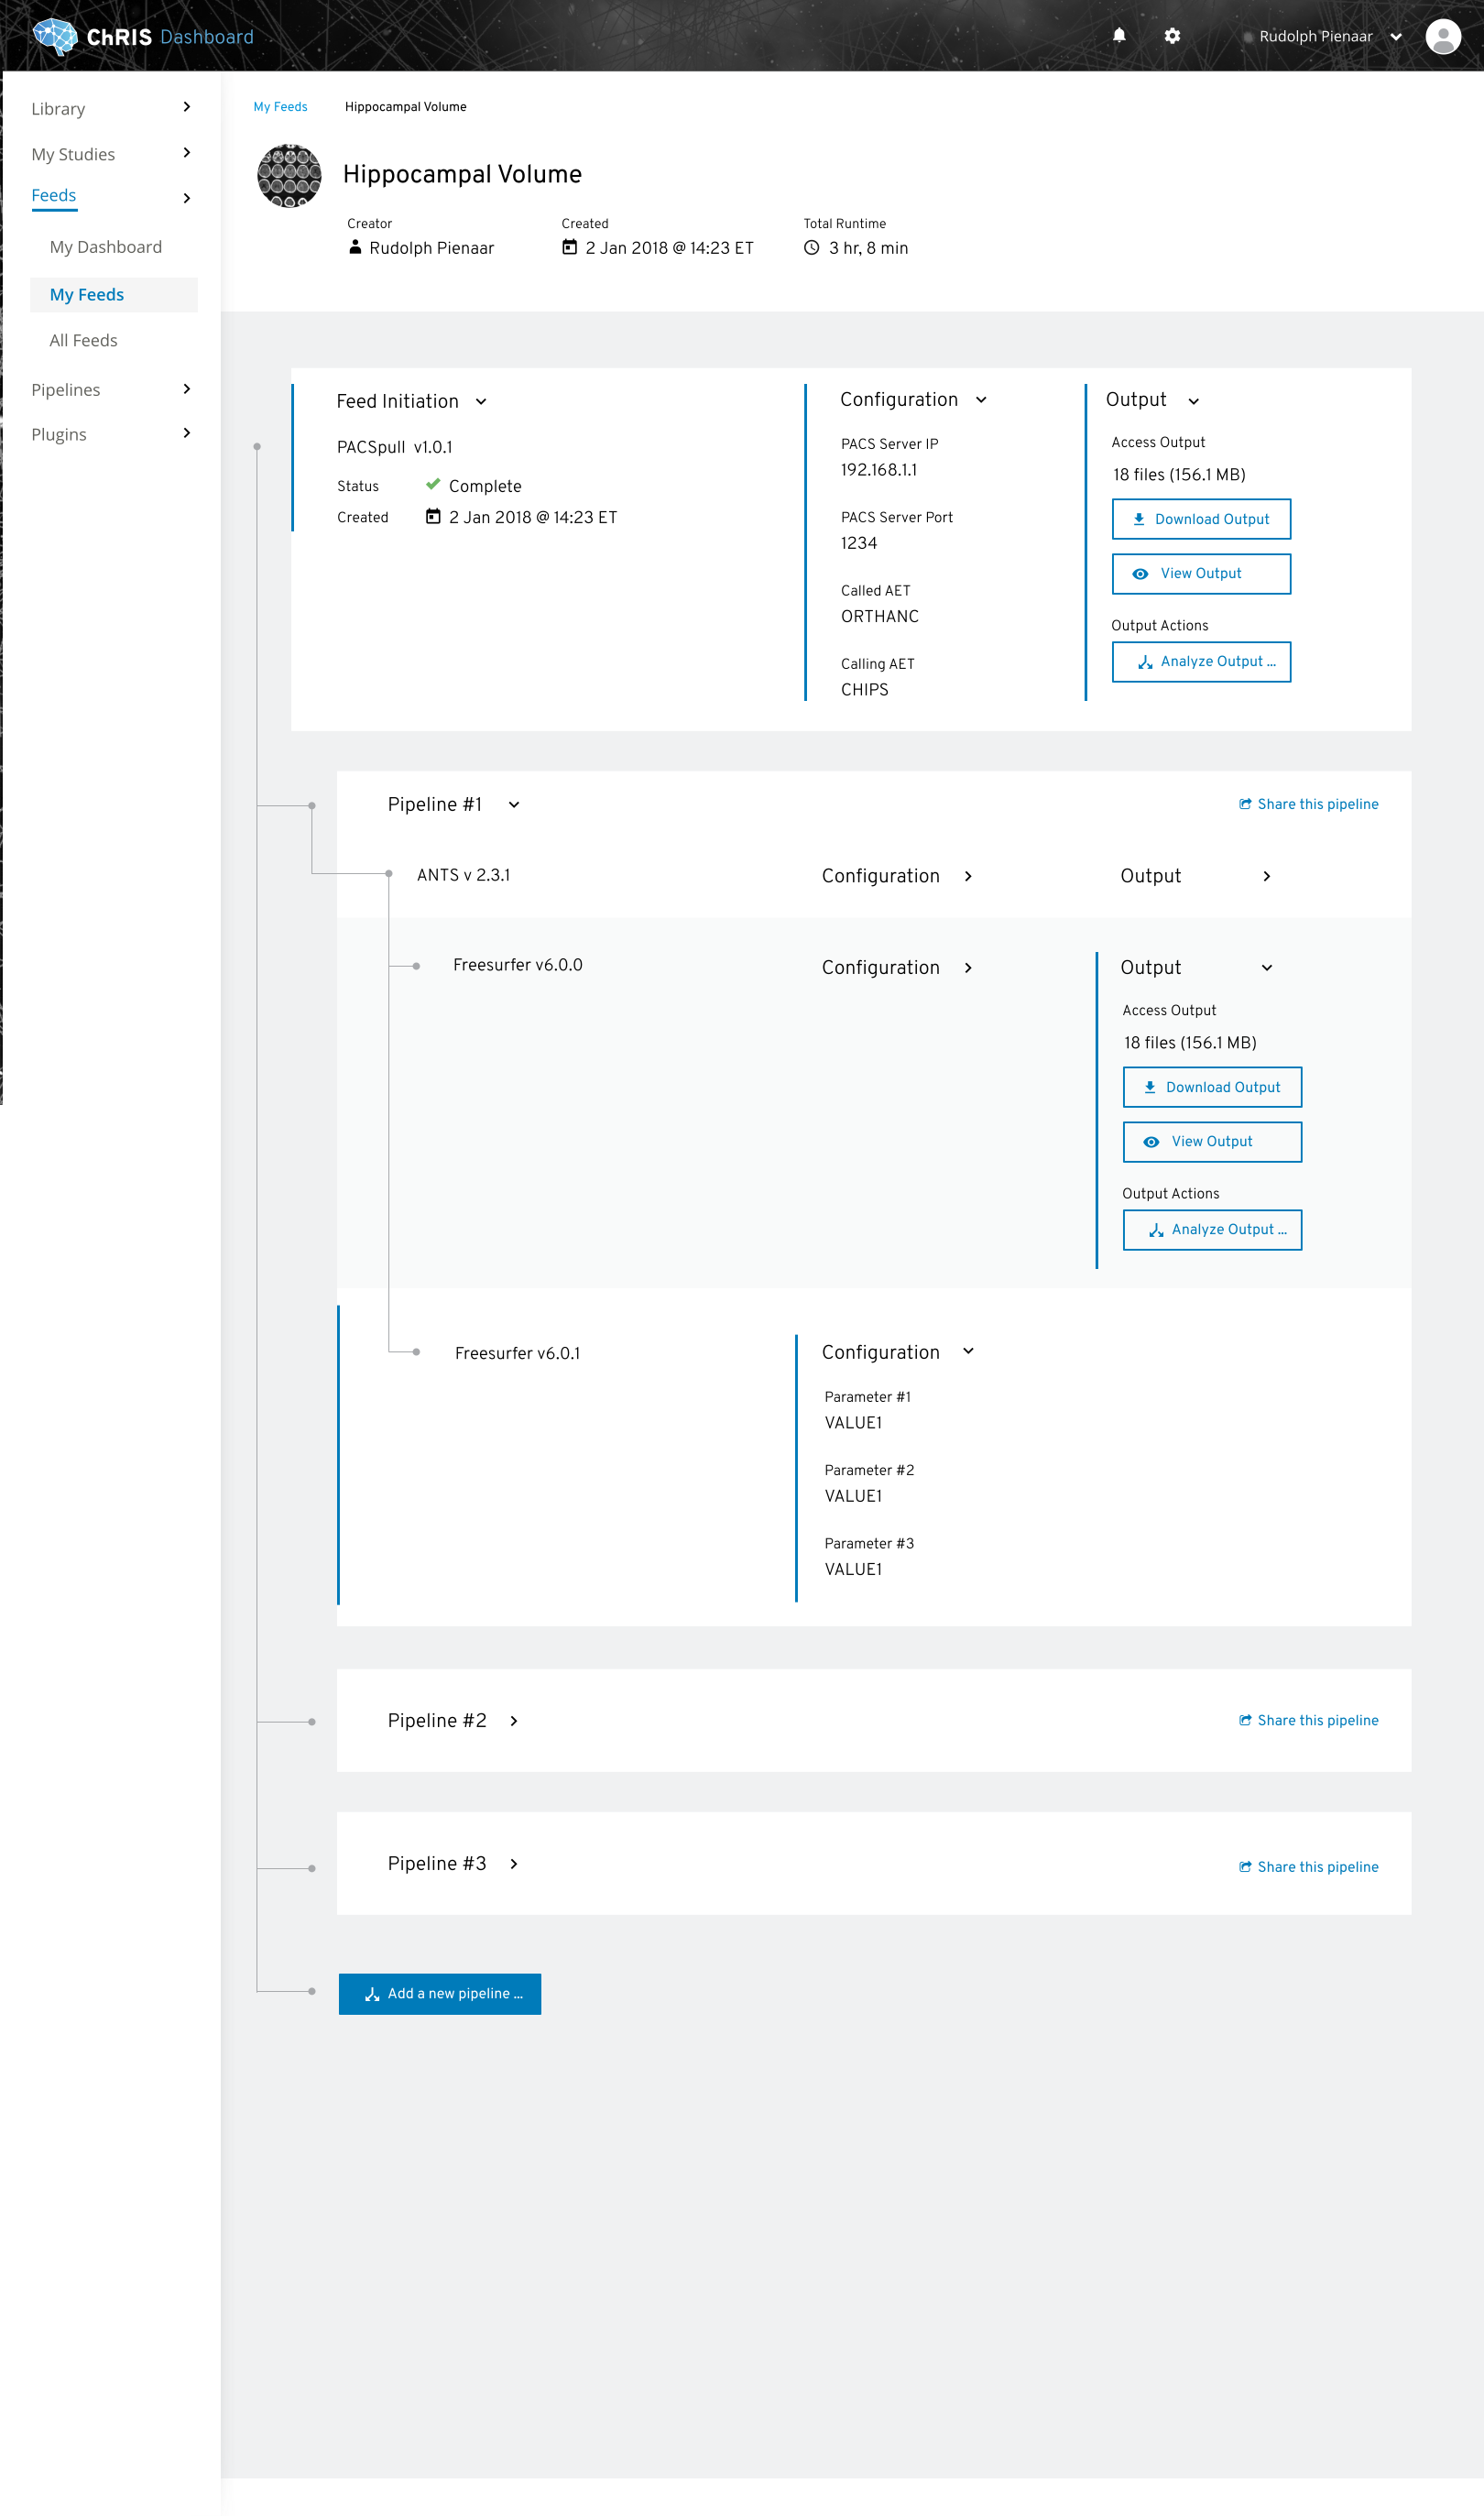 ChRIS Dashboard
Rudolph Pienaar
Library
My Studies
Feeds
My Dashboard
My Feeds
All Feeds
Pipelines
Plugins
My Feeds Hippocampal Volume
Hippocampal Volume
Creator Created Total Runtime
Rudolph Pienaar 2 Jan 2018 @ 14:23 ET 3 hr, 8 min
Feed Initiation
PACSpull v1.0.1
Status Complete
Created 2 Jan 2018 @ 14:23 ET
Configuration
PACS Server IP
192.168.1.1
PACS Server Port
1234
Called AET
ORTHANC
Calling AET
CHIPS
Output
Access Output
18 files (156.1 MB)
Download Output
View Output
Output Actions
Analyze Output ...
Pipeline #1 Share this pipeline
ANTS v 2.3.1 Configuration Output
Freesurfer v6.0.0 Configuration Output
Access Output
18 files (156.1 MB)
Download Output
View Output
Output Actions
Analyze Output ...
Freesurfer v6.0.1 Configuration
Parameter #1
VALUE1
Parameter #2
VALUE1
Parameter #3
VALUE1
Pipeline #2 Share this pipeline
Pipeline #3 Share this pipeline
Add a new pipeline ...